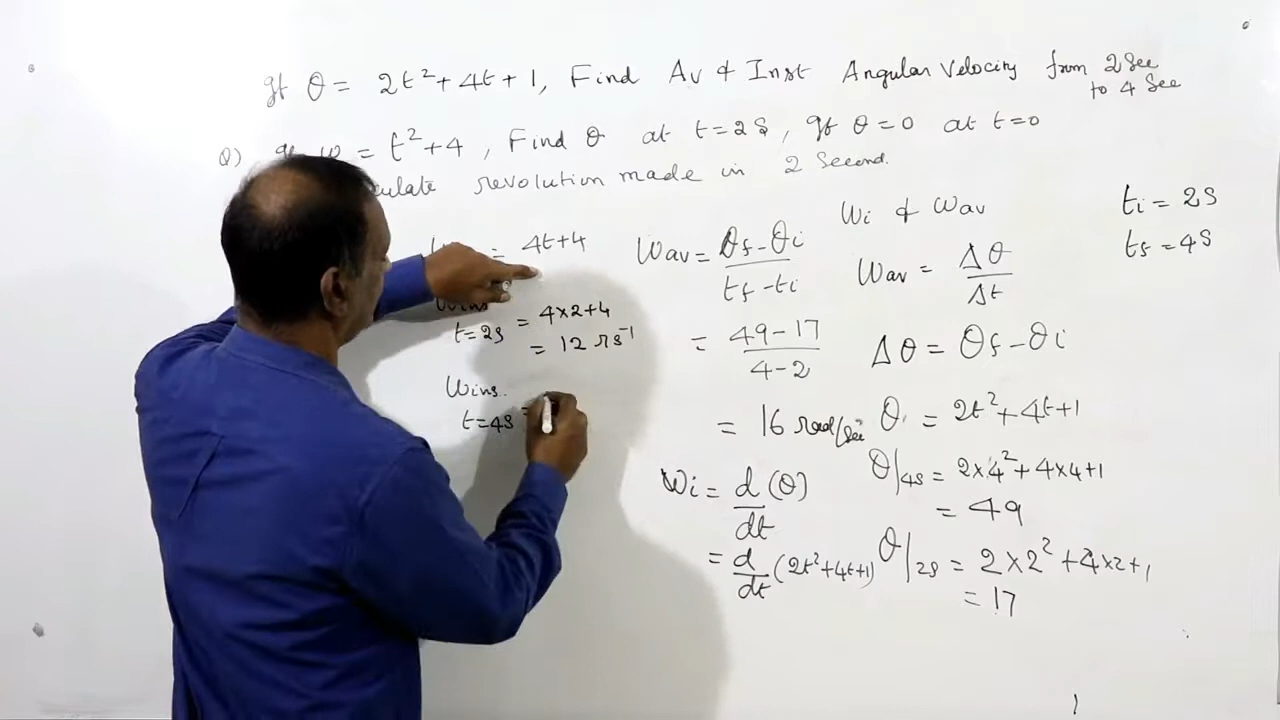 If θ = 2t² + 4t + 1, Find Av & Inst Angular Velocity from 2 Sec
to 4 Sec
Q) If ω = t² + 4, Find θ at t = 2S, If θ = 0 at t = 0
culate revolution made in 2 Second.
= 4t + 4
Wins
t = 2s = 4 × 2 + 4
= 12 rs⁻¹
Wins.
t = 4s =
Wav = θf - θi / tf - ti
= 49 - 17 / 4 - 2
= 16 rad/sec
Wi = d/dt (θ)
= d/dt (2t² + 4t + 1)
Wi & Wav
Wav = Δθ / Δt
Δθ = θf - θi
θ = 2t² + 4t + 1
θ|4s = 2 × 4² + 4 × 4 + 1
= 49
θ|2s = 2 × 2² + 4 × 2 + 1
= 17
ti = 2S
tf = 4S